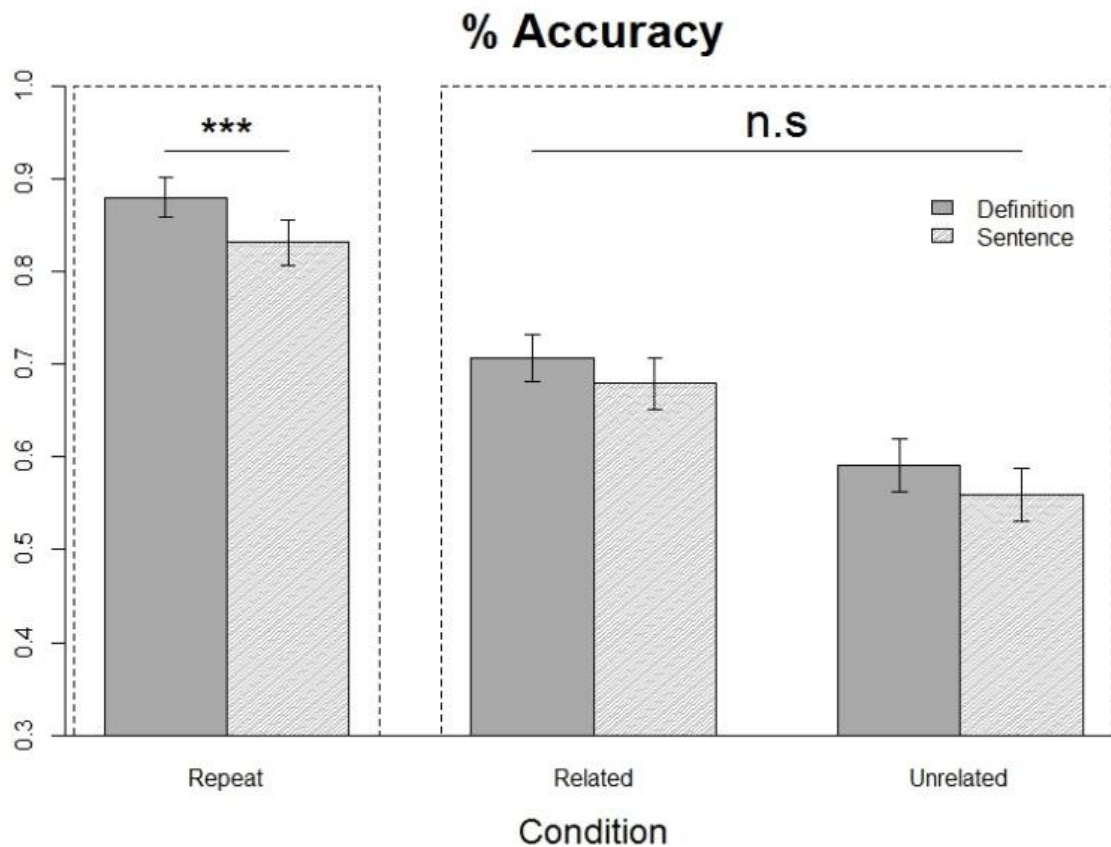 % Accuracy
1.0
0.9
0.8
0.7
0.6
0.5
0.4
0.3
***
n.s
Definition
Sentence
Repeat
Related
Unrelated
Condition